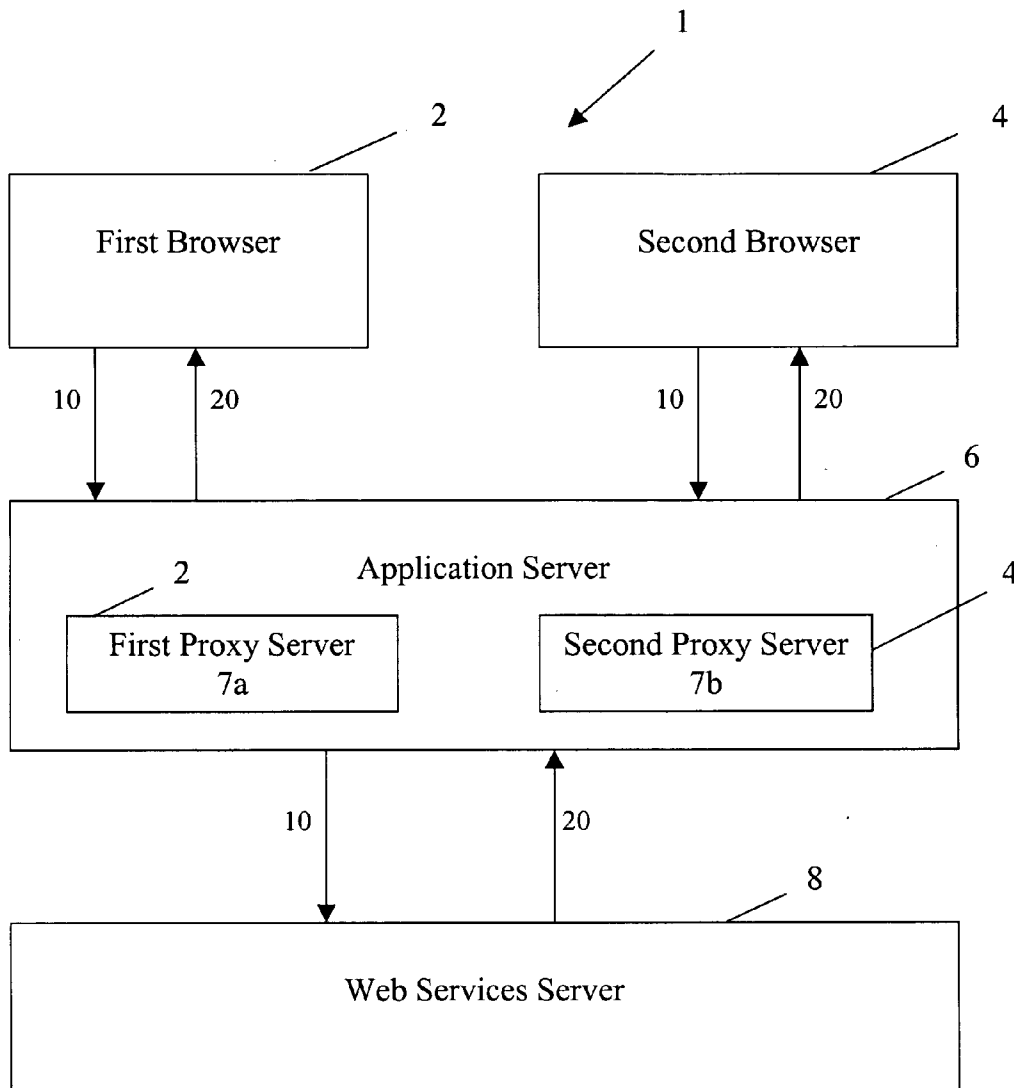 1
2
4
First Browser
Second Browser
10
20
10
20
6
Application Server
2
4
First Proxy Server
7a
Second Proxy Server
7b
10
20
8
Web Services Server